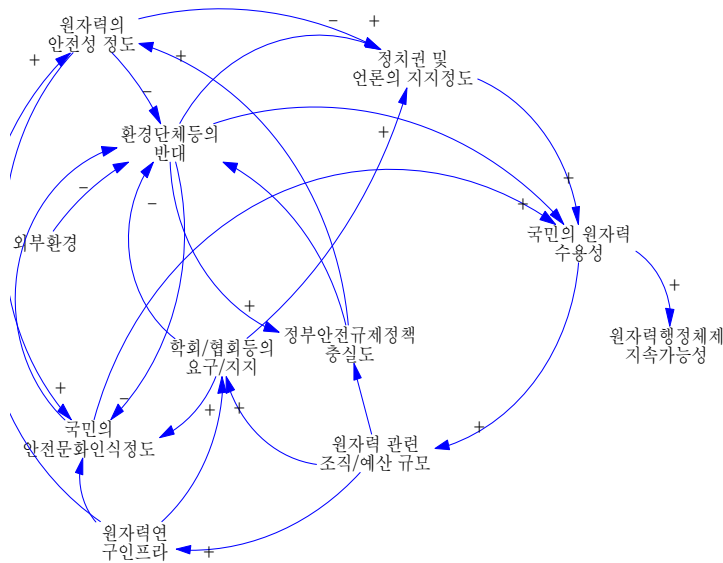 원자력의
안전성 정도
정치권 및
언론의 지지정도
환경단체등의
반대
외부환경
국민의 원자력
수용성
원자력행정체제
지속가능성
정부안전규제정책
충실도
학회/협회등의
요구/지지
국민의
안전문화인식정도
원자력 관련
조직/예산 규모
원자력연
구인프라